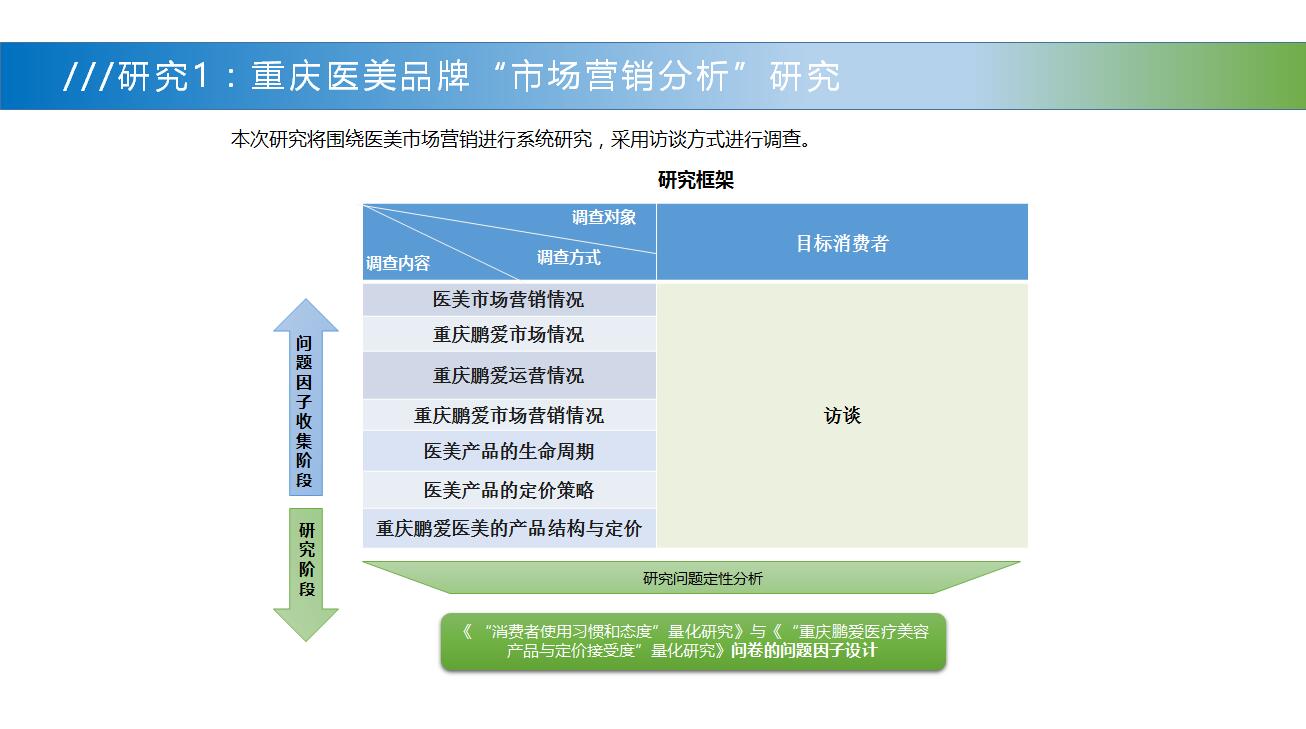 ///研究1：重庆医美品牌“市场营销分析”研究
本次研究将围绕医美市场营销进行系统研究，采用访谈方式进行调查。
研究框架
调查对象
调查方式
调查内容
目标消费者
医美市场营销情况
重庆鹏爱市场情况
重庆鹏爱运营情况
重庆鹏爱市场营销情况
医美产品的生命周期
医美产品的定价策略
重庆鹏爱医美的产品结构与定价
访谈
问题因子收集阶段
研究阶段
研究问题定性分析
《 “消费者使用习惯和态度”量化研究》与《 “重庆鹏爱医疗美容
产品与定价接受度”量化研究》问卷的问题因子设计